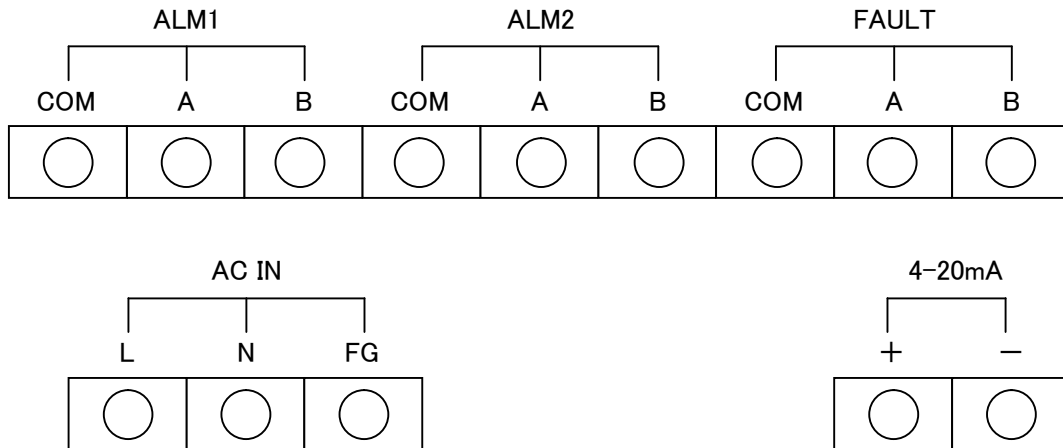 ALM1 ALM2 FAULT
COM A B COM A B COM A B
AC IN 4-20mA
L N FG + −